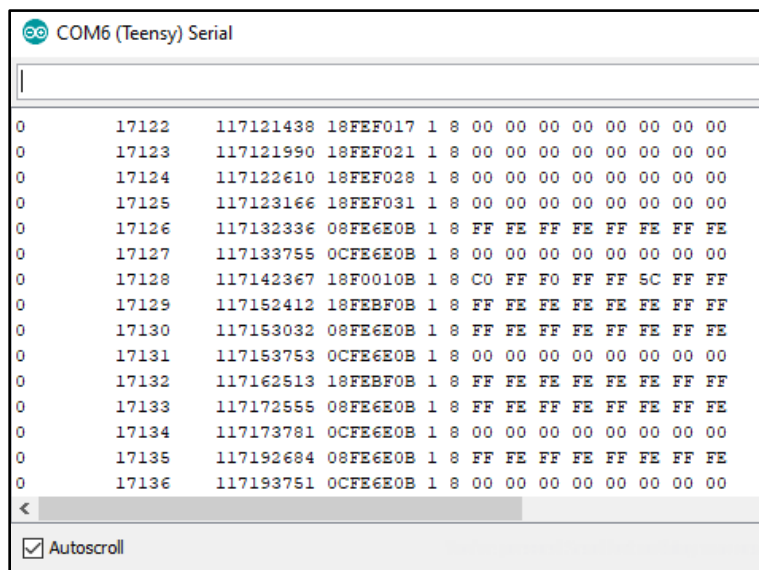 COM6 (Teensy) Serial
0 17122 117121438 18FEF017 1 8 00 00 00 00 00 00 00 00
0 17123 117121990 18FEF021 1 8 00 00 00 00 00 00 00 00
0 17124 117122610 18FEF028 1 8 00 00 00 00 00 00 00 00
0 17125 117123166 18FEF031 1 8 00 00 00 00 00 00 00 00
0 17126 117132336 08FE6E0B 1 8 FF FE FF FE FF FE FF FE
0 17127 117133755 0CFE6E0B 1 8 00 00 00 00 00 00 00 00
0 17128 117142367 18F0010B 1 8 C0 FF F0 FF FF 5C FF FF
0 17129 117152412 18FEBF0B 1 8 FF FE FE FE FE FE FF FF
0 17130 117153032 08FE6E0B 1 8 FF FE FF FE FF FE FF FE
0 17131 117153753 0CFE6E0B 1 8 00 00 00 00 00 00 00 00
0 17132 117162513 18FEBF0B 1 8 FF FE FE FE FE FE FF FF
0 17133 117172555 08FE6E0B 1 8 FF FE FF FE FF FE FF FE
0 17134 117173781 0CFE6E0B 1 8 00 00 00 00 00 00 00 00
0 17135 117192684 08FE6E0B 1 8 FF FE FF FE FF FE FF FE
0 17136 117193751 0CFE6E0B 1 8 00 00 00 00 00 00 00 00
Autoscroll